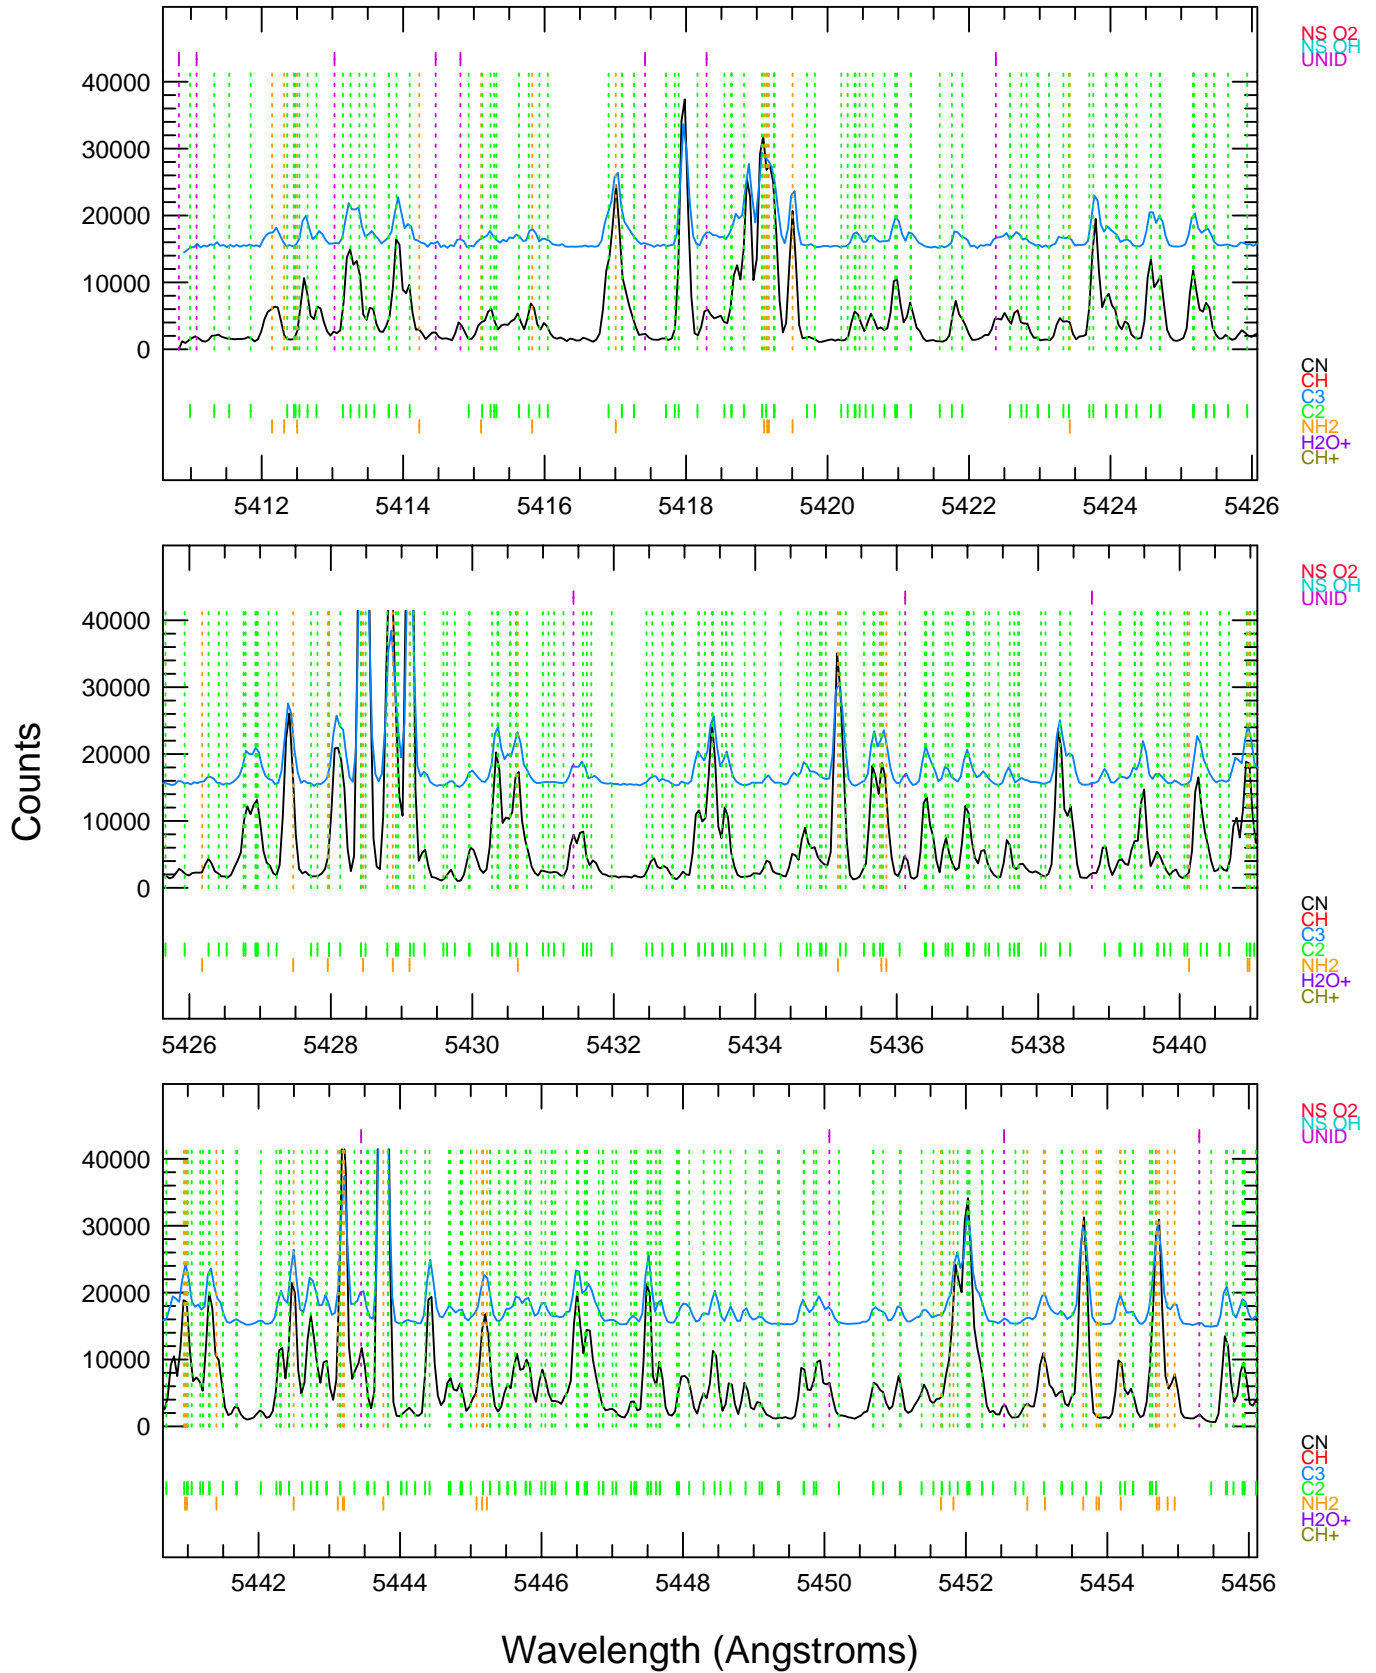 NS O2
NS OH
UNID
40000
30000
20000
10000
0
CN
CH
C3
C2
NH2
H2O+
CH+
5412 5414 5416 5418 5420 5422 5424 5426
NS O2
NS OH
UNID
40000
30000
20000
10000
0
Counts
CN
CH
C3
C2
NH2
H2O+
CH+
5426 5428 5430 5432 5434 5436 5438 5440
NS O2
NS OH
UNID
40000
30000
20000
10000
0
CN
CH
C3
C2
NH2
H2O+
CH+
5442 5444 5446 5448 5450 5452 5454 5456
Wavelength (Angstroms)